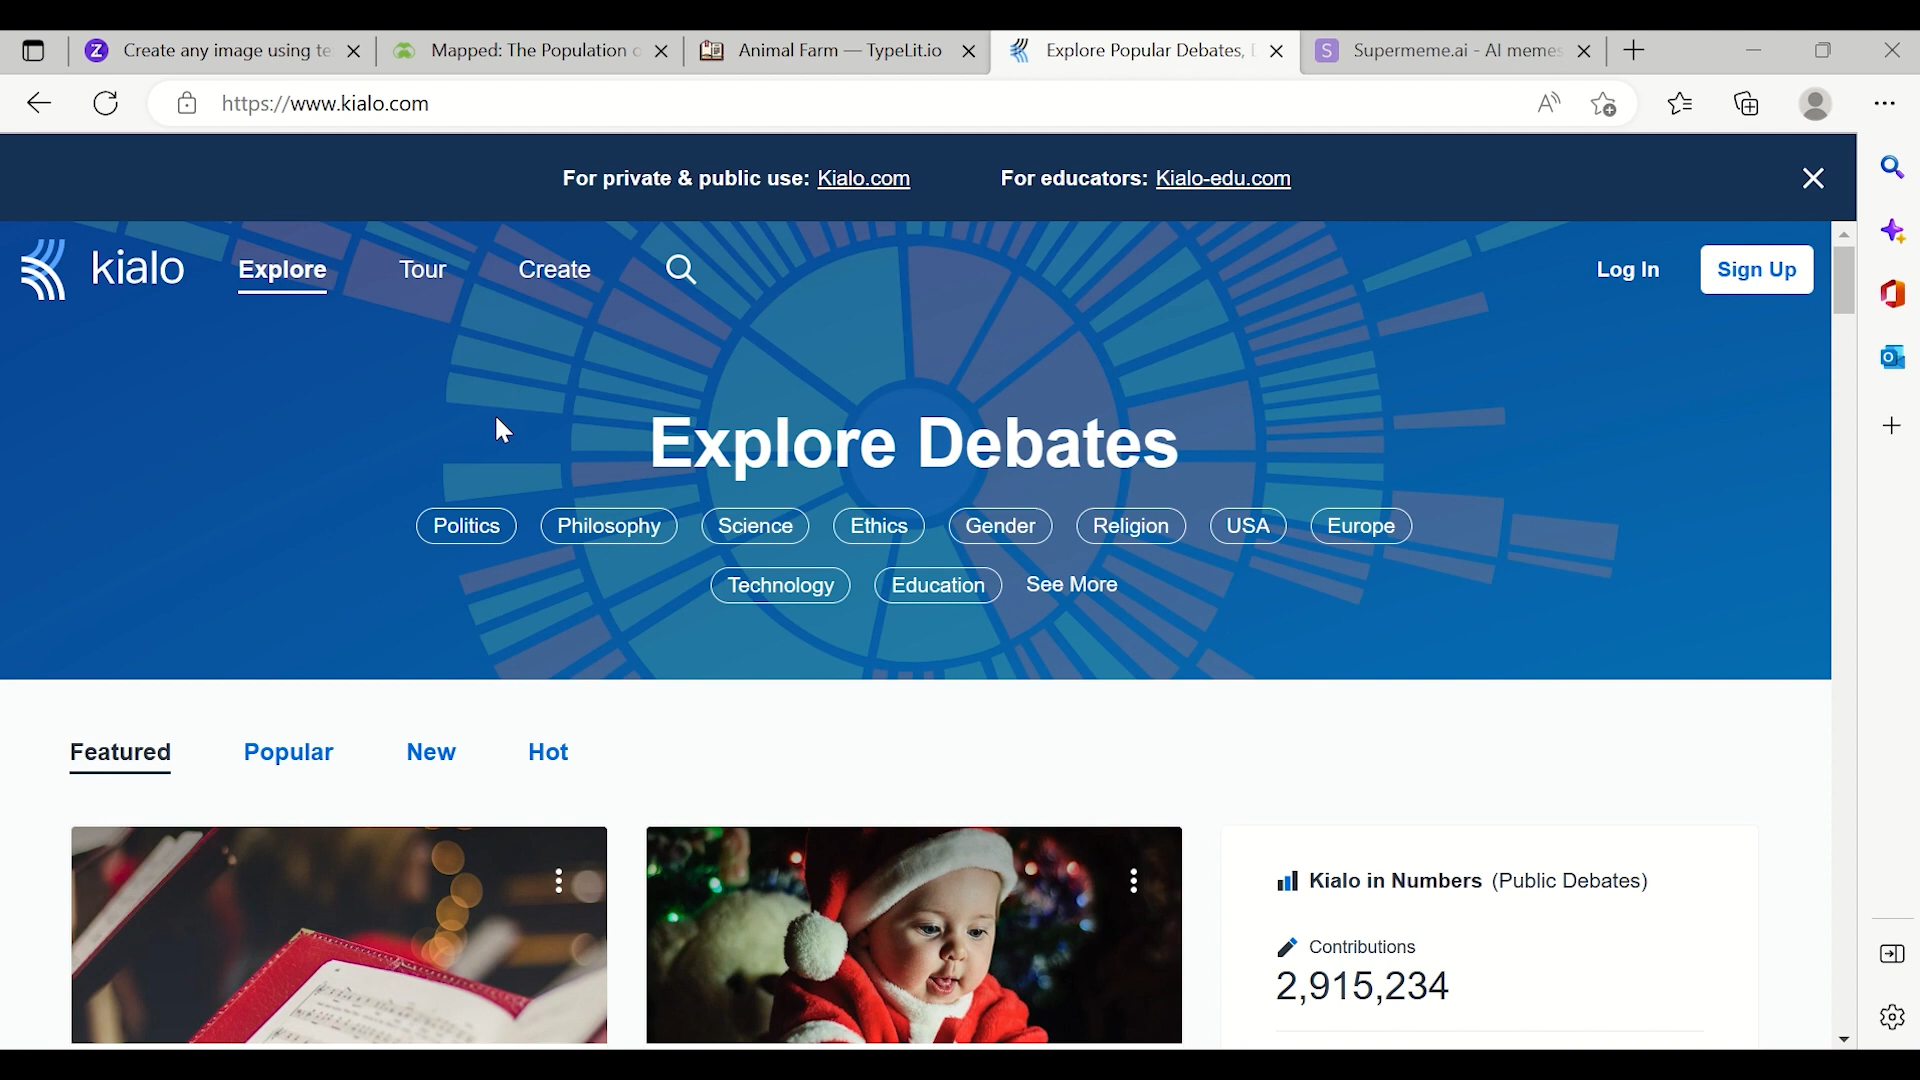 Create any image using te
Mapped: The Population o
Animal Farm — TypeLit.io
Explore Popular Debates, D
Supermeme.ai - AI memes
https://www.kialo.com
For private & public use: Kialo.com
For educators: Kialo-edu.com
kialo
Explore
Tour
Create
Log In
Sign Up
Explore Debates
Politics
Philosophy
Science
Ethics
Gender
Religion
USA
Europe
Technology
Education
See More
Featured
Popular
New
Hot
Kialo in Numbers (Public Debates)
Contributions
2,915,234